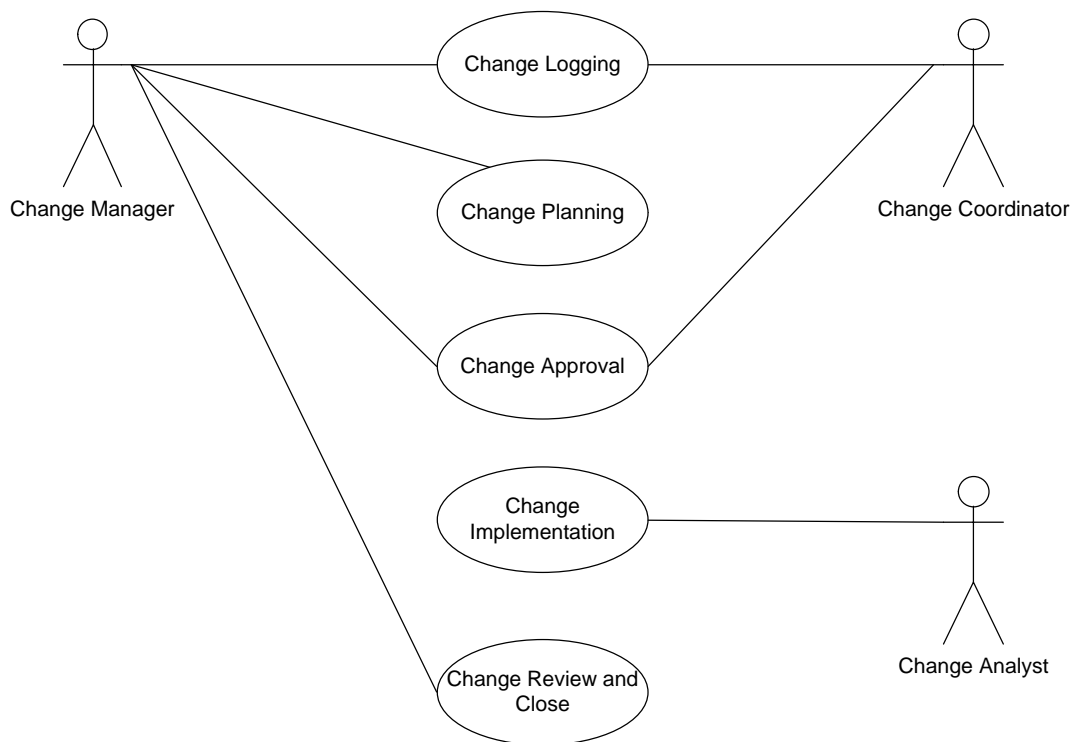 Change Logging
Change Manager
Change Planning
Change Coordinator
Change Approval
Change
Implementation
Change Analyst
Change Review and
Close